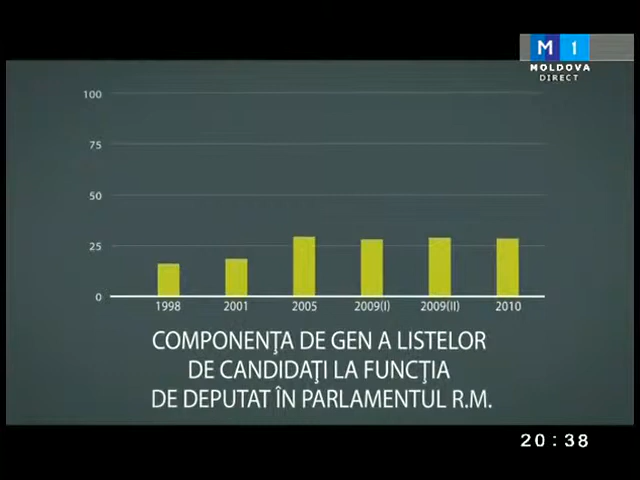 M 1
MOLDOVA
DIRECT
100
75
50
25
0
1998 2001 2005 2009(I) 2009(II) 2010
COMPONENŢA DE GEN A LISTELOR
DE CANDIDAŢI LA FUNCŢIA
DE DEPUTAT ÎN PARLAMENTUL R.M.
20:38